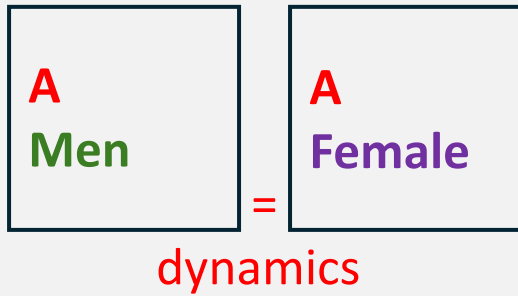 A
Men
A
Female
=
dynamics